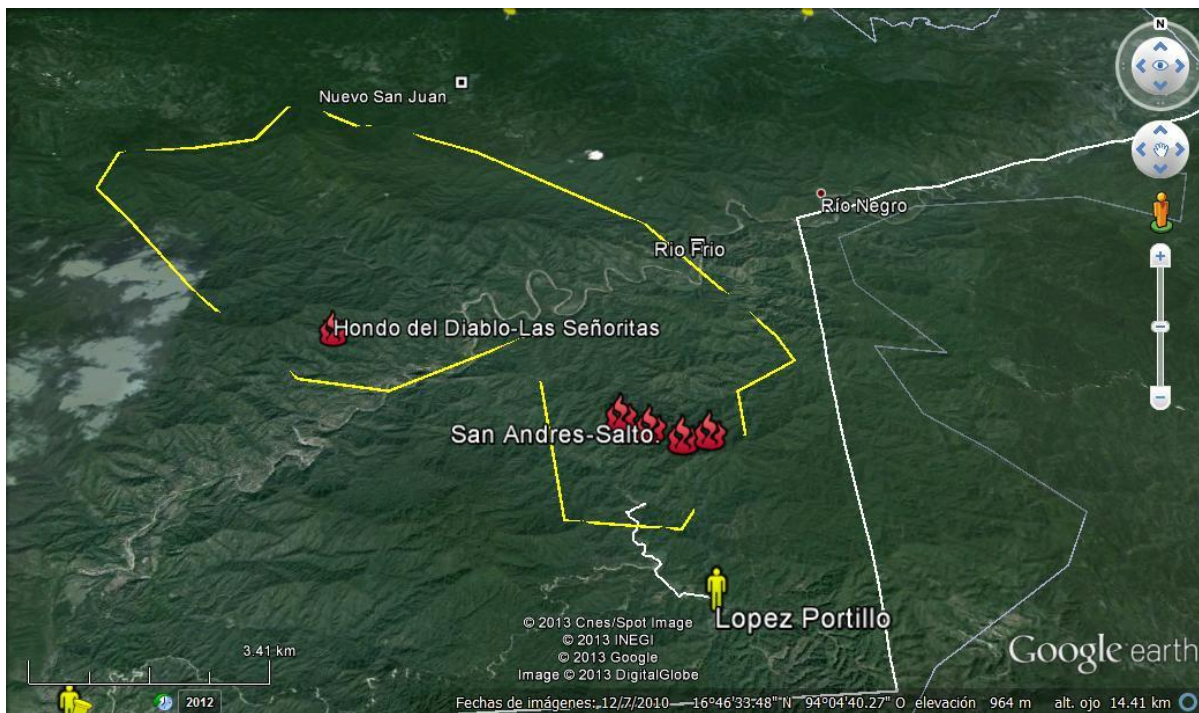 N
Nuevo San Juan
Río Negro
Rio Frio
Hondo del Diablo-Las Señoritas
San Andres-Salto.
Lopez Portillo
© 2013 Cnes/Spot Image
© 2013 INEGI
© 2013 Google
Image © 2013 DigitalGlobe
Google earth
3.41 km
2012
Fechas de imágenes: 12/7/2010 16°46'33.48" N 94°04'40.27" O elevación 964 m alt. ojo 14.41 km